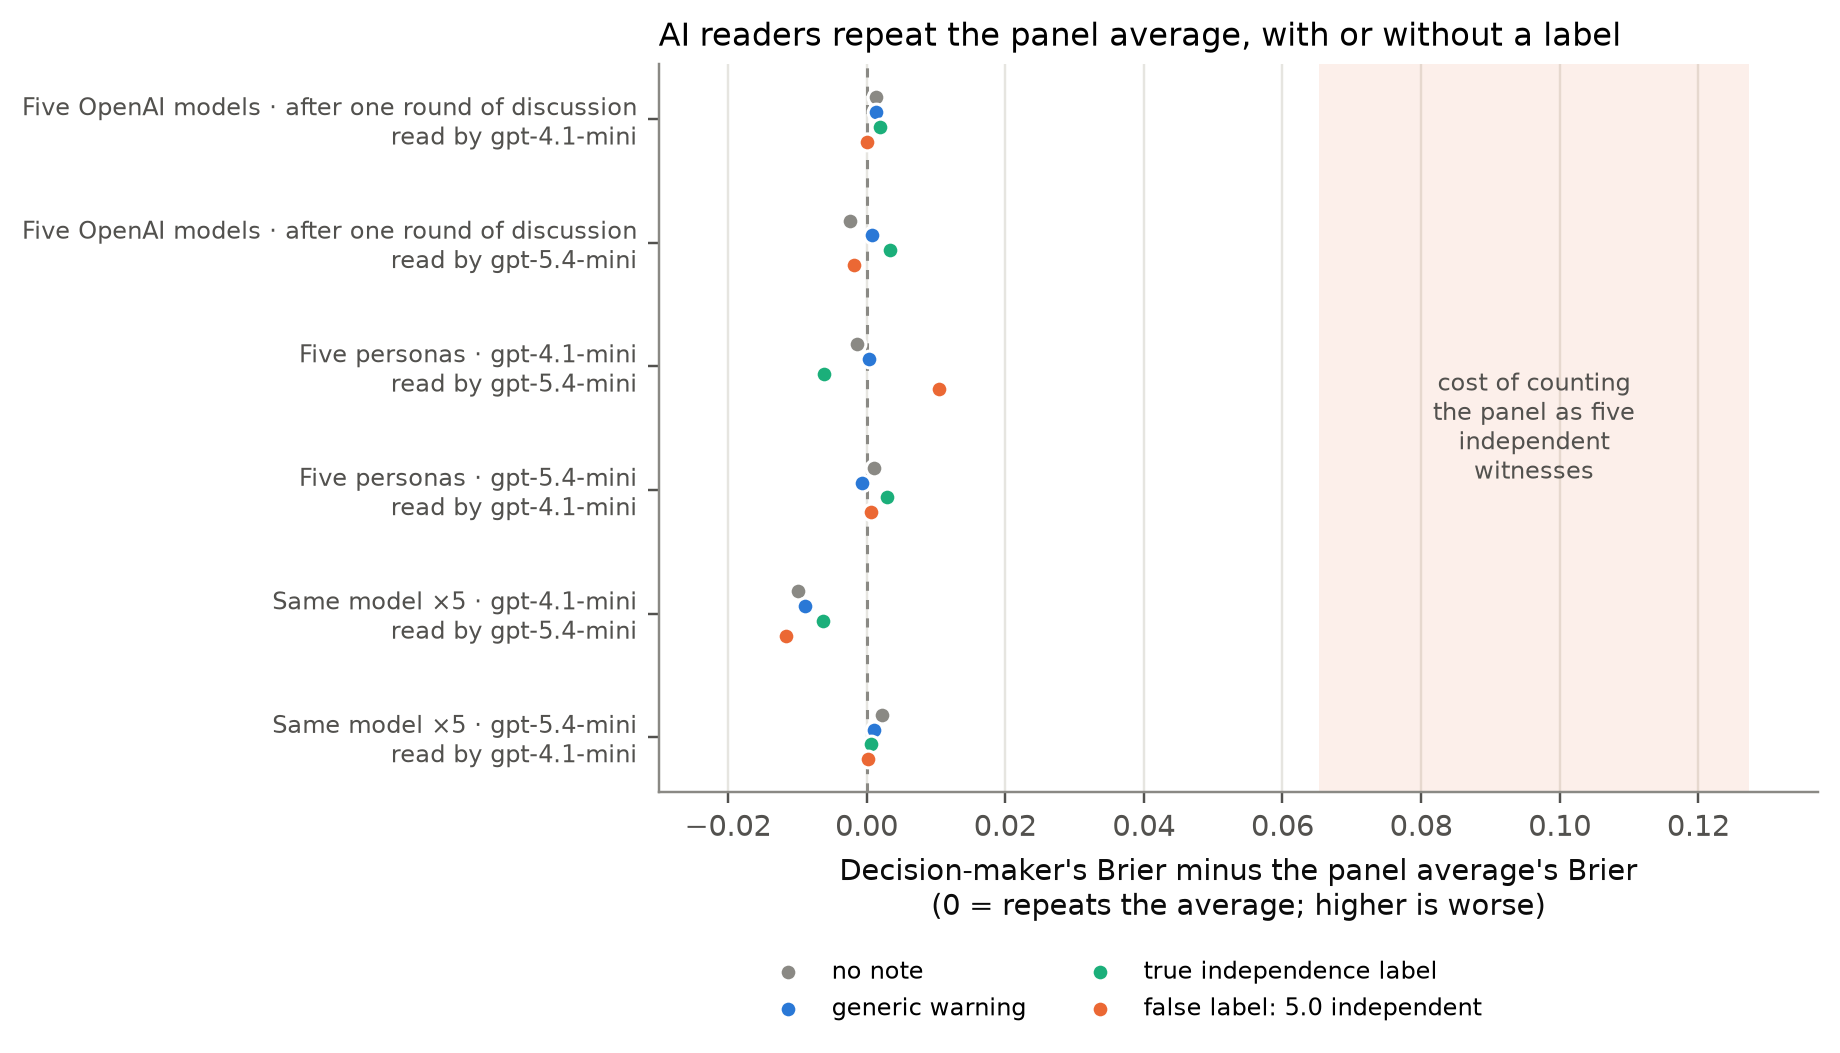 AI readers repeat the panel average, with or without a label
Five OpenAI models · after one round of discussion
read by gpt-4.1-mini
Five OpenAI models · after one round of discussion
read by gpt-5.4-mini
Five personas · gpt-4.1-mini
read by gpt-5.4-mini
Five personas · gpt-5.4-mini
read by gpt-4.1-mini
Same model ×5 · gpt-4.1-mini
read by gpt-5.4-mini
Same model ×5 · gpt-5.4-mini
read by gpt-4.1-mini
cost of counting
the panel as five
independent
witnesses
−0.02 0.00 0.02 0.04 0.06 0.08 0.10 0.12
Decision-maker's Brier minus the panel average's Brier
(0 = repeats the average; higher is worse)
no note
generic warning
true independence label
false label: 5.0 independent